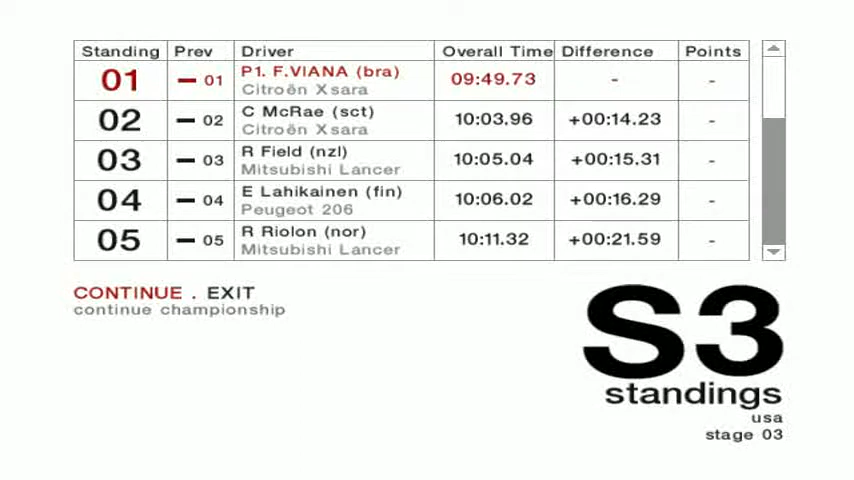 Standing Prev Driver Overall Time Difference Points
01 01 P1. F.VIANA (bra) 09:49.73 - -
Citroën Xsara
02 02 C McRae (sct) 10:03.96 +00:14.23 -
Citroën Xsara
03 03 R Field (nzl) 10:05.04 +00:15.31 -
Mitsubishi Lancer
04 04 E Lahikainen (fin) 10:06.02 +00:16.29 -
Peugeot 206
05 05 R Riolon (nor) 10:11.32 +00:21.59 -
Mitsubishi Lancer
CONTINUE . EXIT
continue championship
S3
standings
usa
stage 03